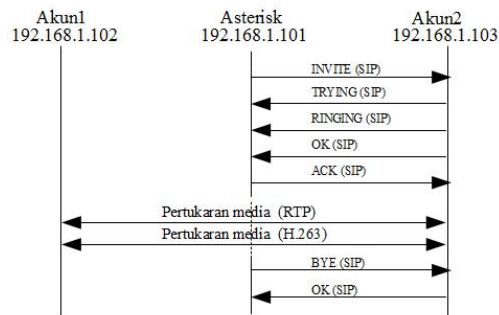 Akun1 Asterisk Akun2
192.168.1.102 192.168.1.101 192.168.1.103
INVITE (SIP)
TRYING (SIP)
RINGING (SIP)
OK (SIP)
ACK (SIP)
Pertukaran media (RTP)
Pertukaran media (H.263)
BYE (SIP)
OK (SIP)